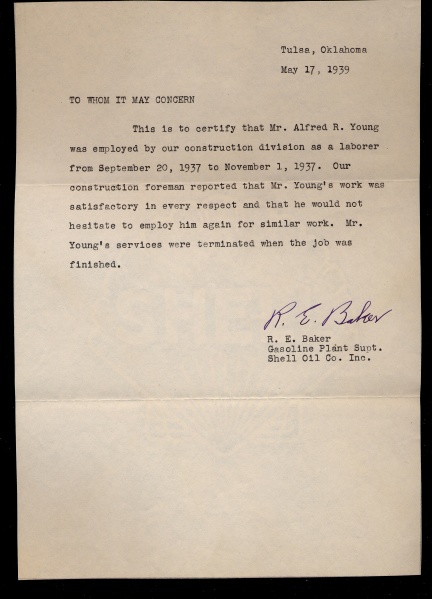 Tulsa, Oklahoma
May 17, 1939
TO WHOM IT MAY CONCERN
This is to certify that Mr. Alfred R. Young
was employed by our construction division as a laborer
from September 20, 1937 to November 1, 1937. Our
construction foreman reported that Mr. Young's work was
satisfactory in every respect and that he would not
hesitate to employ him again for similar work. Mr.
Young's services were terminated when the job was
finished.
R. E. Baker
R. E. Baker
Gasoline Plant Supt.
Shell Oil Co. Inc.